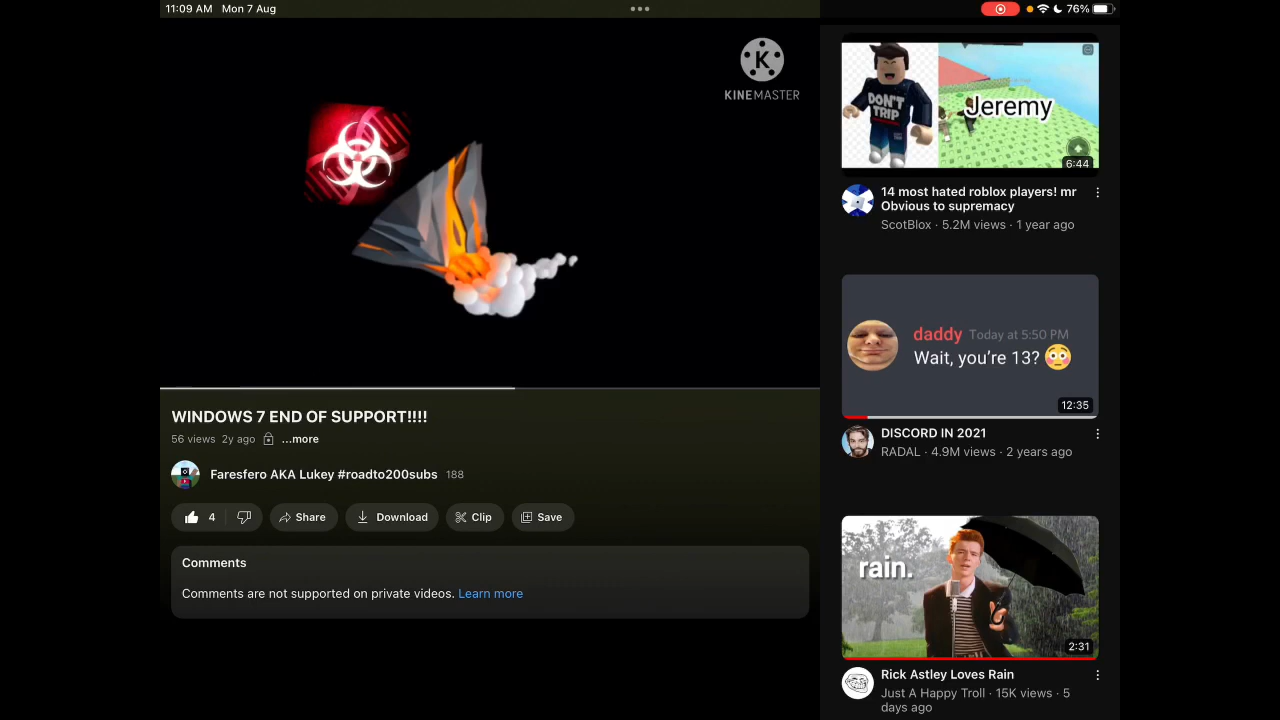 11:09 AM Mon 7 Aug
76%
K
KINEMASTER
WINDOWS 7 END OF SUPPORT!!!!
56 views 2y ago ...more
Faresfero AKA Lukey #roadto200subs 188
4 Share Download Clip Save
Comments
Comments are not supported on private videos. Learn more
DON'T
TRIP
Jeremy
6:44
14 most hated roblox players! mr
Obvious to supremacy
ScotBlox · 5.2M views · 1 year ago
daddy Today at 5:50 PM
Wait, you're 13? 😳
12:35
DISCORD IN 2021
RADAL · 4.9M views · 2 years ago
rain.
2:31
Rick Astley Loves Rain
Just A Happy Troll · 15K views · 5
days ago